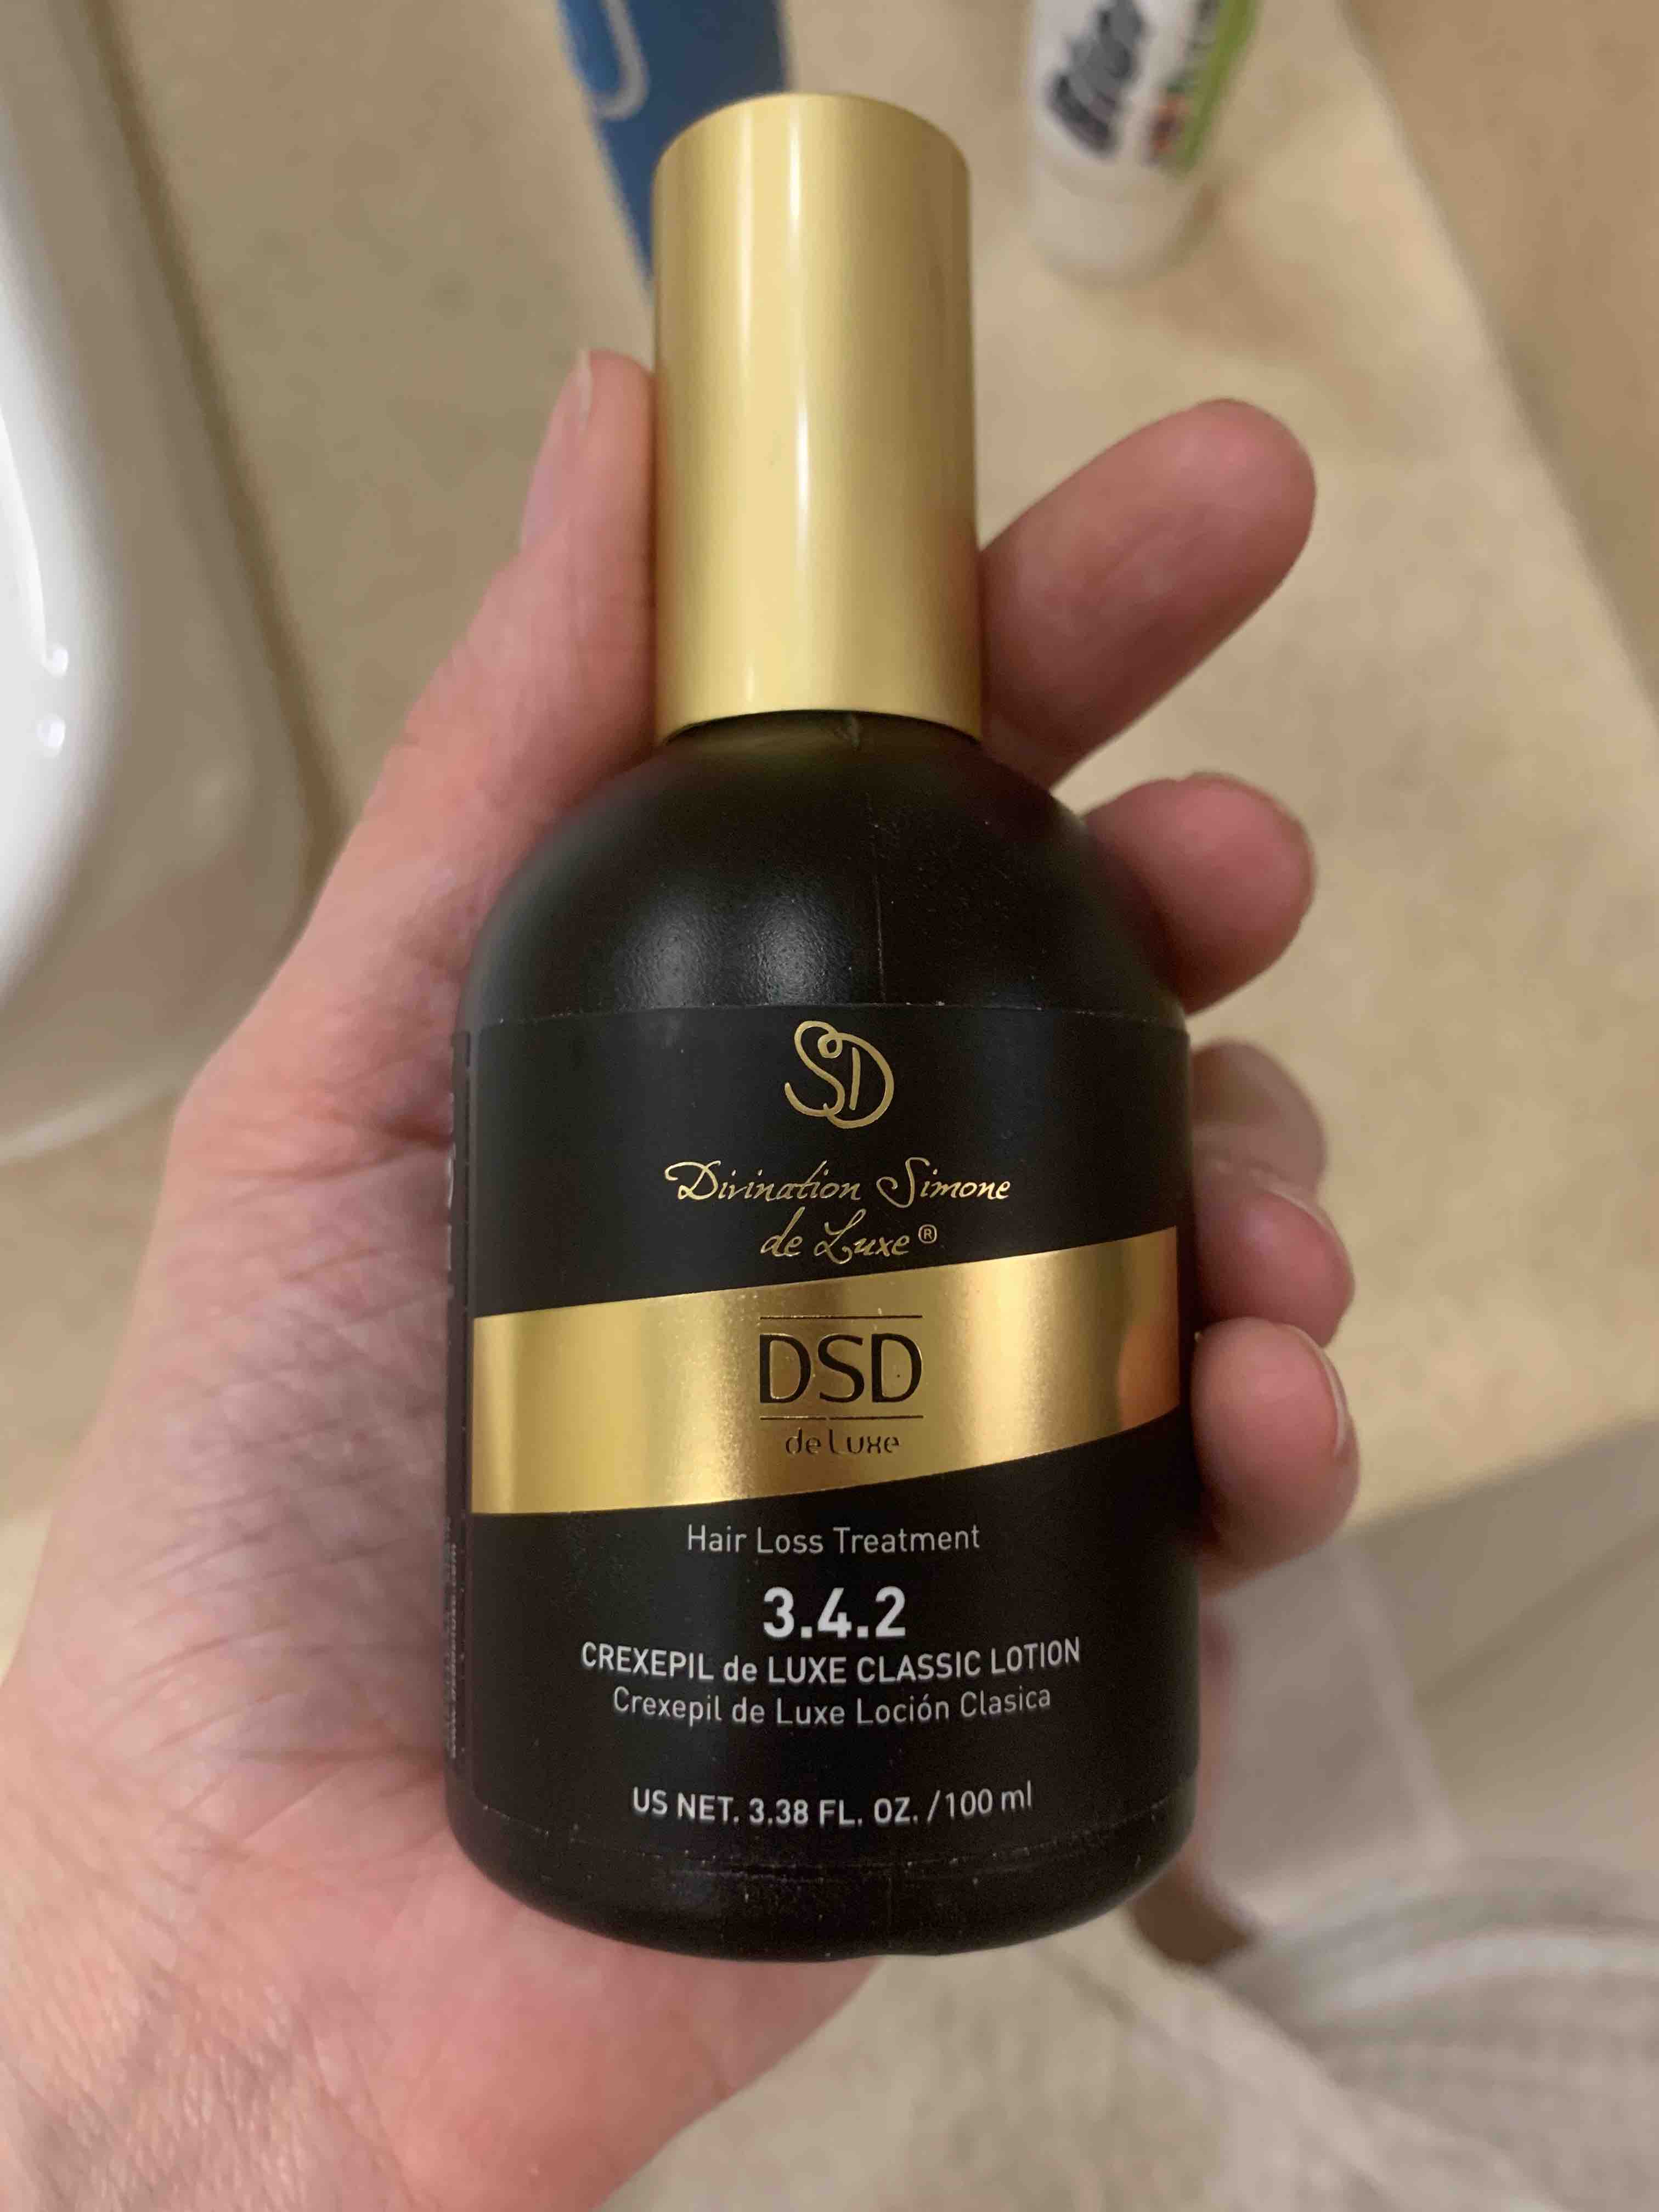 SD
Divination Simone
de Luxe®
DSD
de Luxe
Hair Loss Treatment
3.4.2
CREXEPIL de LUXE CLASSIC LOTION
Crexepil de Luxe Loción Clasica
US NET. 3.38 FL. OZ. /100 ml